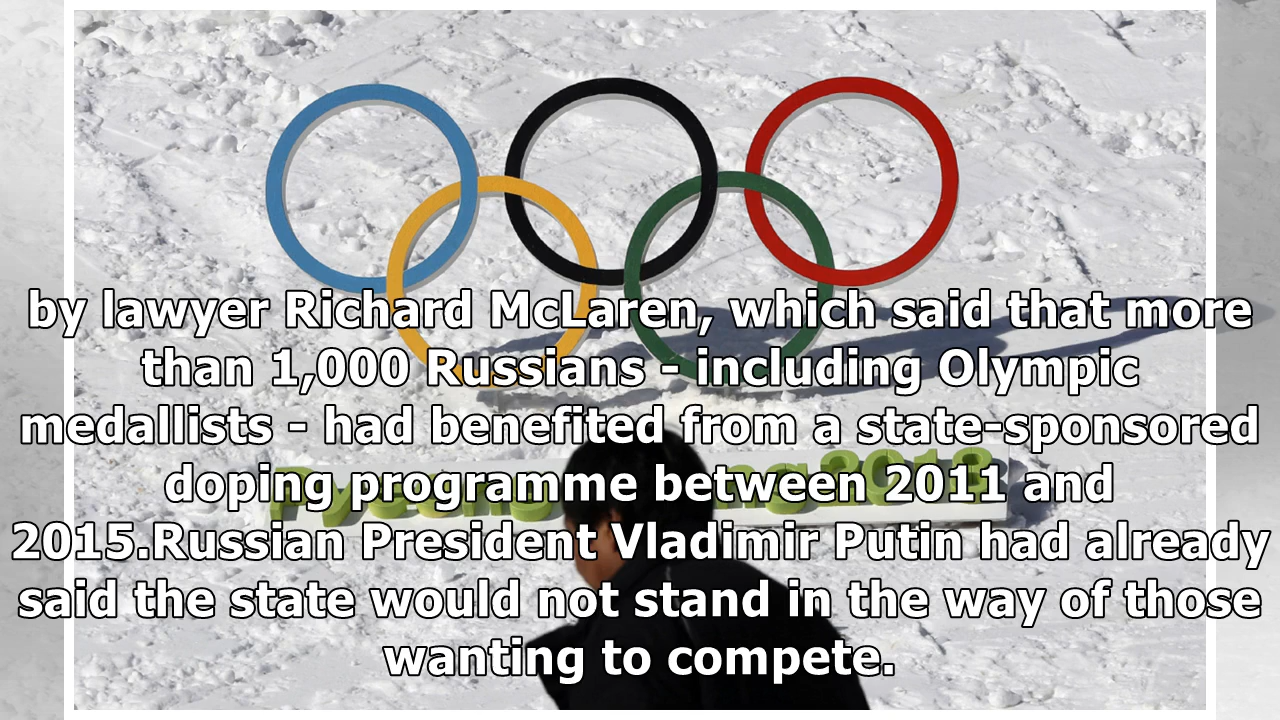 by lawyer Richard McLaren, which said that more
than 1,000 Russians - including Olympic
medallists - had benefited from a state-sponsored
doping programme between 2011 and
2015.Russian President Vladimir Putin had already
said the state would not stand in the way of those
wanting to compete.